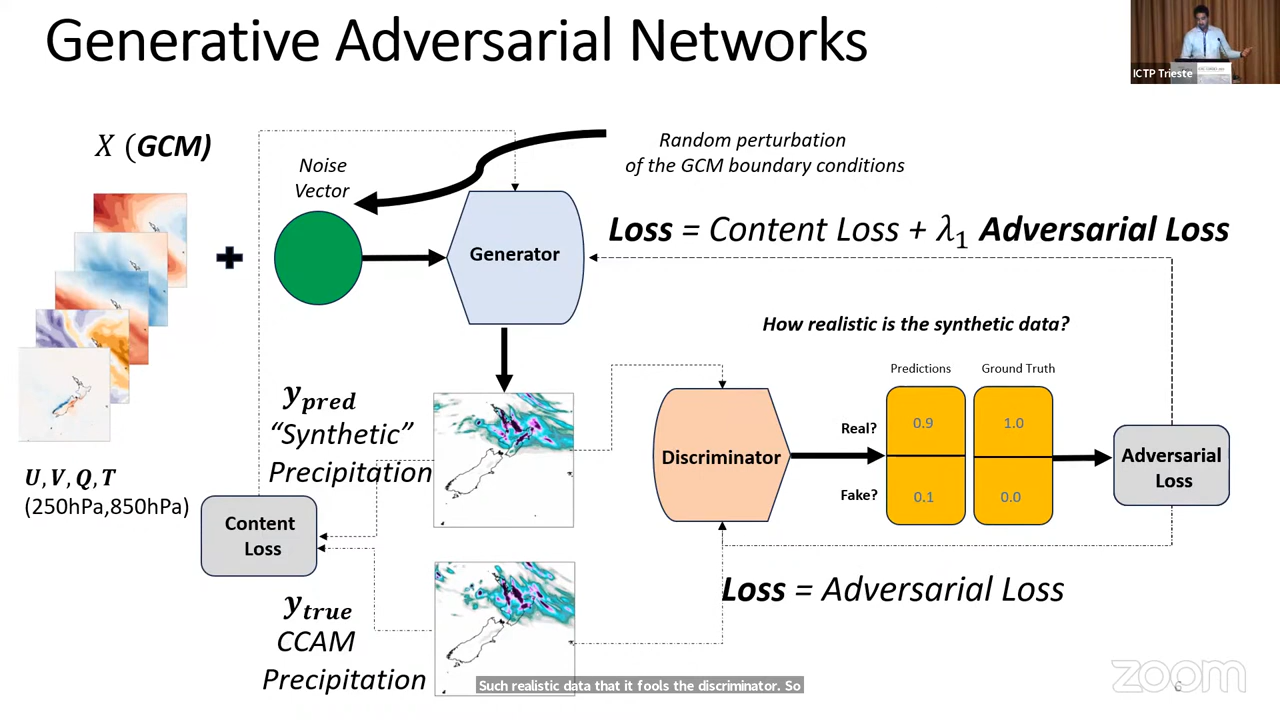 Generative Adversarial Networks
ICTP Trieste
X (GCM)
Noise
Vector
Random perturbation
of the GCM boundary conditions
Generator
Loss = Content Loss + λ₁ Adversarial Loss
How realistic is the synthetic data?
Predictions
Ground Truth
y_pred
“Synthetic”
Precipitation
Discriminator
Real?
0.9
1.0
Fake?
0.1
0.0
Adversarial
Loss
U, V, Q, T
(250hPa,850hPa)
Content
Loss
y_true
CCAM
Precipitation
Loss = Adversarial Loss
Such realistic data that it fools the discriminator. So
zoom
6